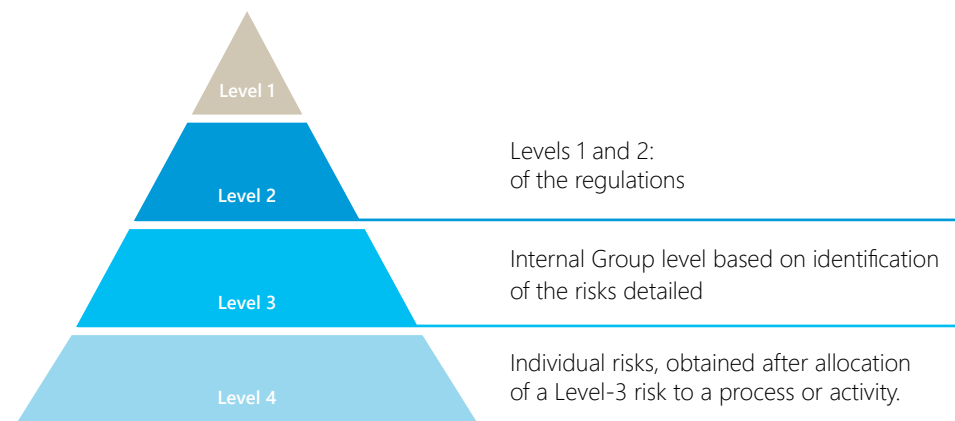 Level 1
Levels 1 and 2:
of the regulations
Level 2
Internal Group level based on identification
of the risks detailed
Level 3
Individual risks, obtained after allocation
of a Level-3 risk to a process or activity.
Level 4